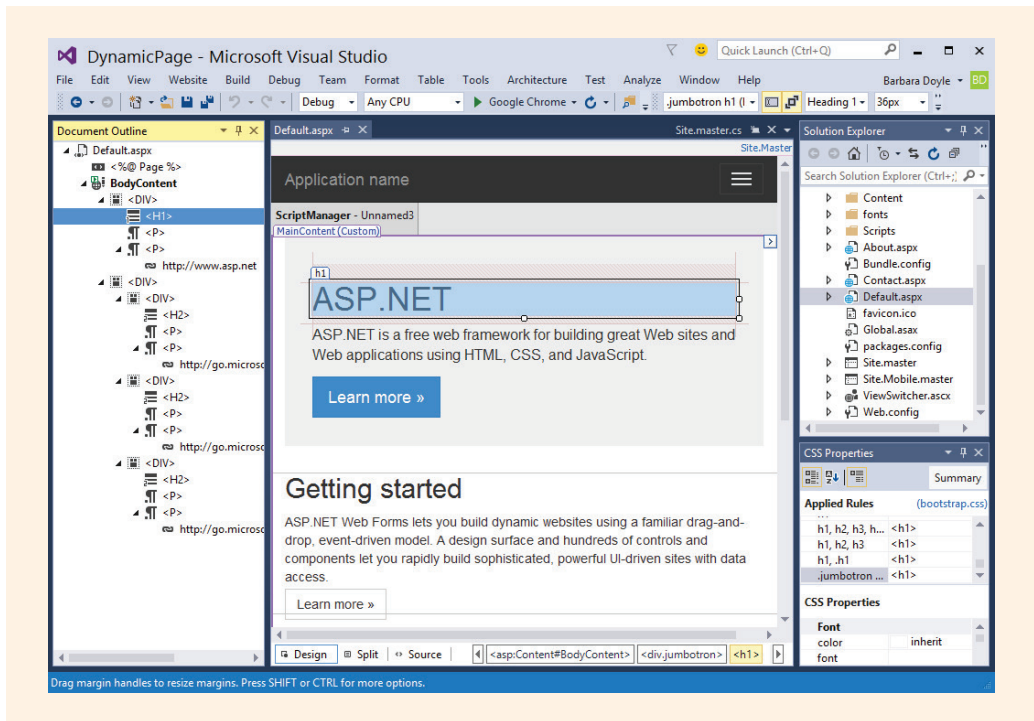 DynamicPage - Microsoft Visual Studio
Quick Launch (Ctrl+Q)
File Edit View Website Build Debug Team Format Table Tools Architecture Test Analyze Window Help
Barbara Doyle
BD
Debug
Any CPU
Google Chrome
.jumbotron h1 (I
Heading 1
36px
Document Outline
Default.aspx
<%@ Page %>
BodyContent
<DIV>
<H1>
<P>
<P>
http://www.asp.net
<DIV>
<DIV>
<H2>
<P>
<P>
http://go.microsc
<DIV>
<H2>
<P>
<P>
http://go.microsc
<DIV>
<H2>
<P>
<P>
http://go.microsc
Default.aspx
Site.master.cs
Site.Master
Application name
ScriptManager - Unnamed3
MainContent (Custom)
h1
ASP.NET
ASP.NET is a free web framework for building great Web sites and
Web applications using HTML, CSS, and JavaScript.
Learn more »
Getting started
ASP.NET Web Forms lets you build dynamic websites using a familiar drag-and-
drop, event-driven model. A design surface and hundreds of controls and
components let you rapidly build sophisticated, powerful UI-driven sites with data
access.
Learn more »
Design
Split
Source
<asp:Content#BodyContent>
<div.jumbotron>
<h1>
Solution Explorer
Search Solution Explorer (Ctrl+;)
Content
fonts
Scripts
About.aspx
Bundle.config
Contact.aspx
Default.aspx
favicon.ico
Global.asax
packages.config
Site.master
Site.Mobile.master
ViewSwitcher.ascx
Web.config
CSS Properties
Summary
Applied Rules (bootstrap.css)
h1, h2, h3, h... <h1>
h1, h2, h3 <h1>
h1, .h1 <h1>
.jumbotron ... <h1>
CSS Properties
Font
color inherit
font
Drag margin handles to resize margins. Press SHIFT or CTRL for more options.